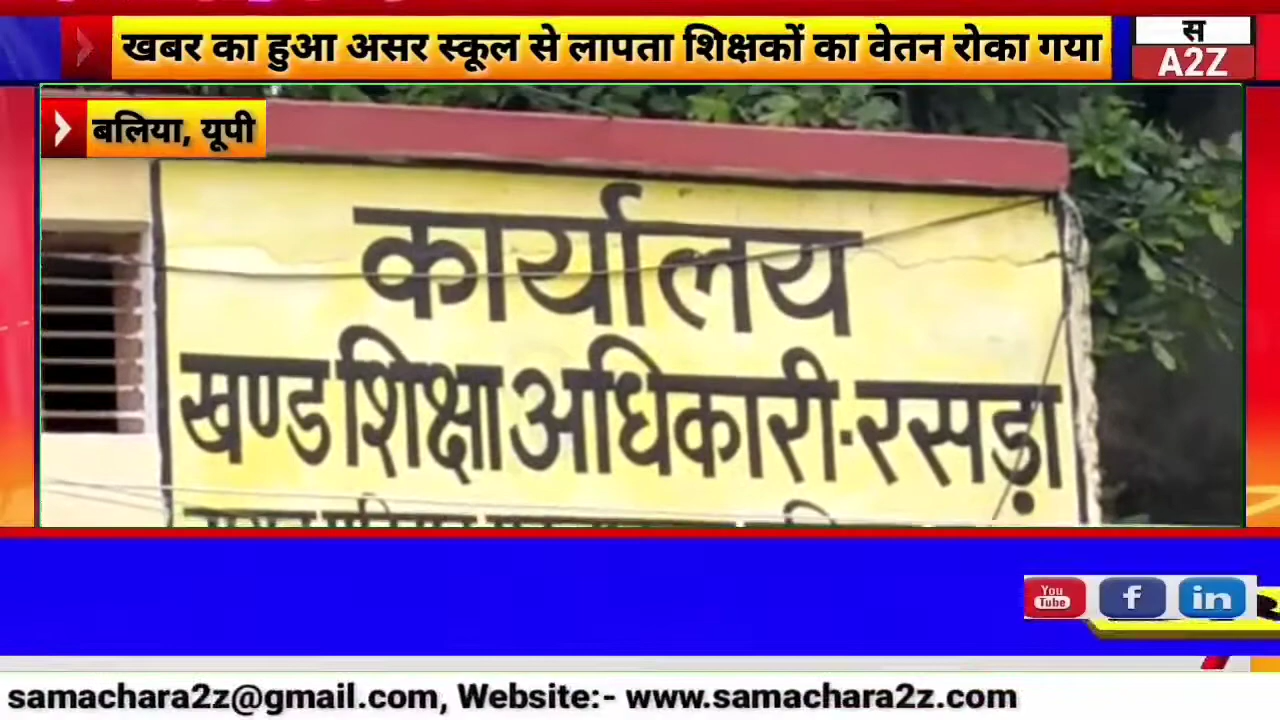 खबर का हुआ असर स्कूल से लापता शिक्षकों का वेतन रोका गया
स
A2Z
बलिया, यूपी
कार्यालय
खण्ड शिक्षा अधिकारी-रसड़ा
You
Tube
f
in
samachara2z@gmail.com, Website:- www.samachara2z.com